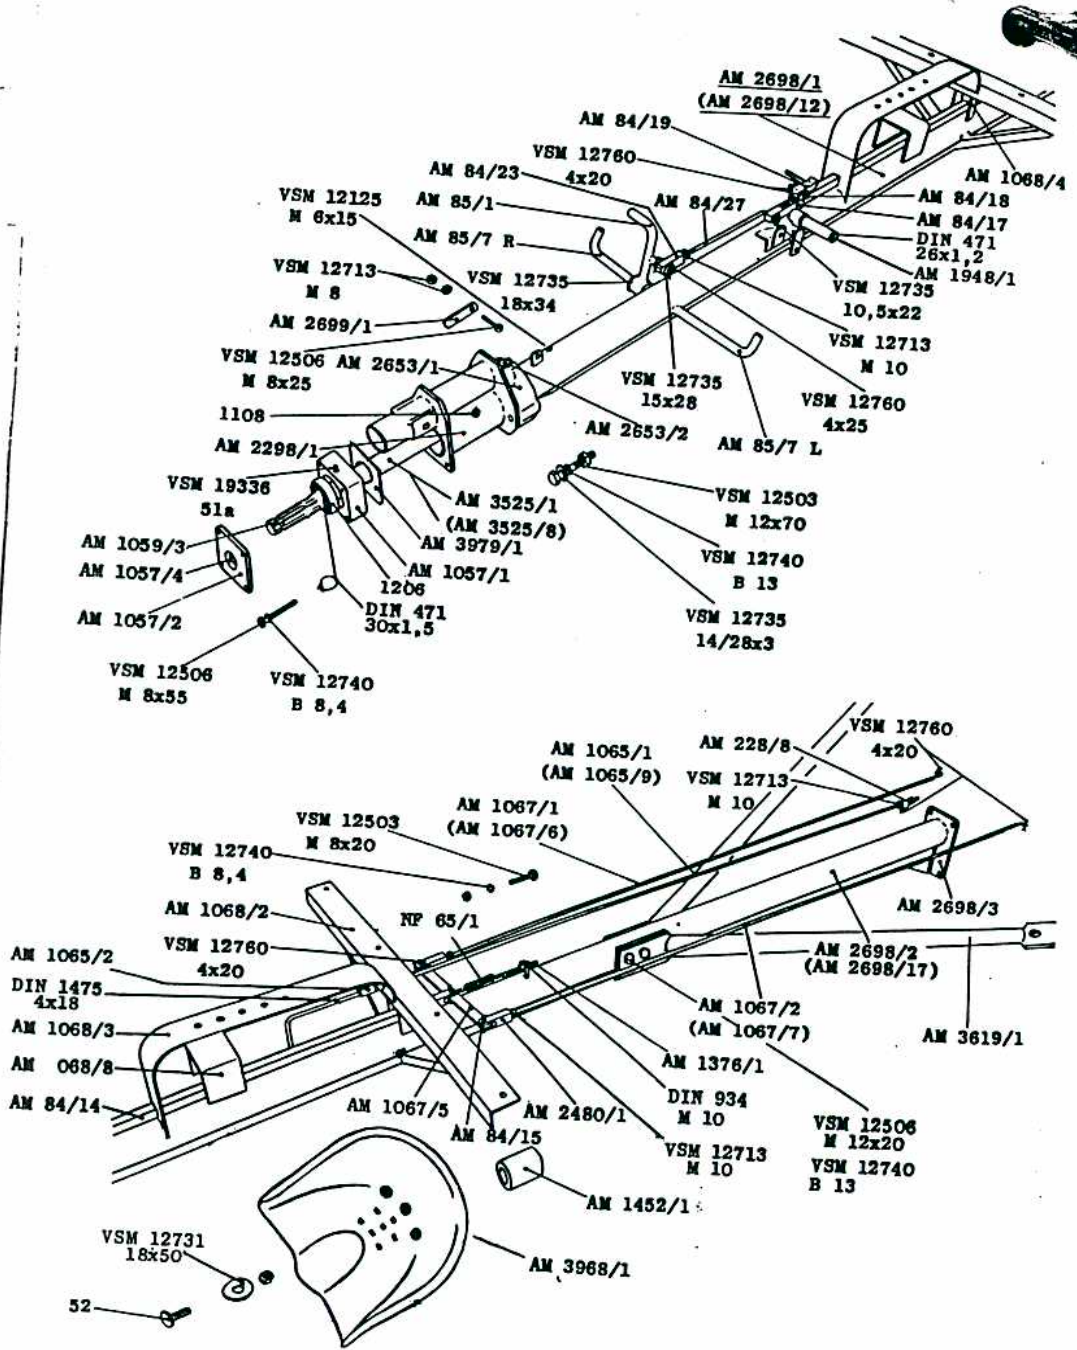 AM 2698/1
(AM 2698/12)
AM 84/19
VSM 12760
4x20
AM 84/23
AM 1068/4
VSM 12125
M 6x15
AM 85/1
AM 84/27
AM 84/18
AM 84/17
AM 85/7 R
DIN 471
26x1,2
VSM 12713
M 8
VSM 12735
18x34
AM 1948/1
VSM 12735
10,5x22
AM 2699/1
VSM 12713
M 10
VSM 12506
M 8x25
AM 2653/1
VSM 12735
15x28
VSM 12760
4x25
1108
AM 2653/2
AM 85/7 L
AM 2298/1
VSM 19336
51a
AM 3525/1
(AM 3525/8)
VSM 12503
M 12x70
AM 1059/3
AM 3979/1
VSM 12740
B 13
AM 1057/4
AM 1057/1
1206
DIN 471
30x1,5
AM 1057/2
VSM 12735
14/28x3
VSM 12506
M 8x55
VSM 12740
B 8,4
VSM 12760
4x20
AM 1065/1
(AM 1065/9)
AM 228/8
VSM 12713
M 10
AM 1067/1
(AM 1067/6)
VSM 12503
M 8x20
VSM 12740
B 8,4
AM 1068/2
NF 65/1
AM 2698/3
VSM 12760
4x20
AM 1065/2
DIN 1475
4x18
AM 2698/2
(AM 2698/17)
AM 1068/3
AM 1067/2
(AM 1067/7)
AM 3619/1
AM 068/8
AM 1376/1
AM 84/14
AM 1067/5
AM 2480/1
DIN 934
M 10
AM 84/15
VSM 12506
M 12x20
VSM 12713
M 10
VSM 12740
B 13
AM 1452/1
VSM 12731
18x50
AM 3968/1
52